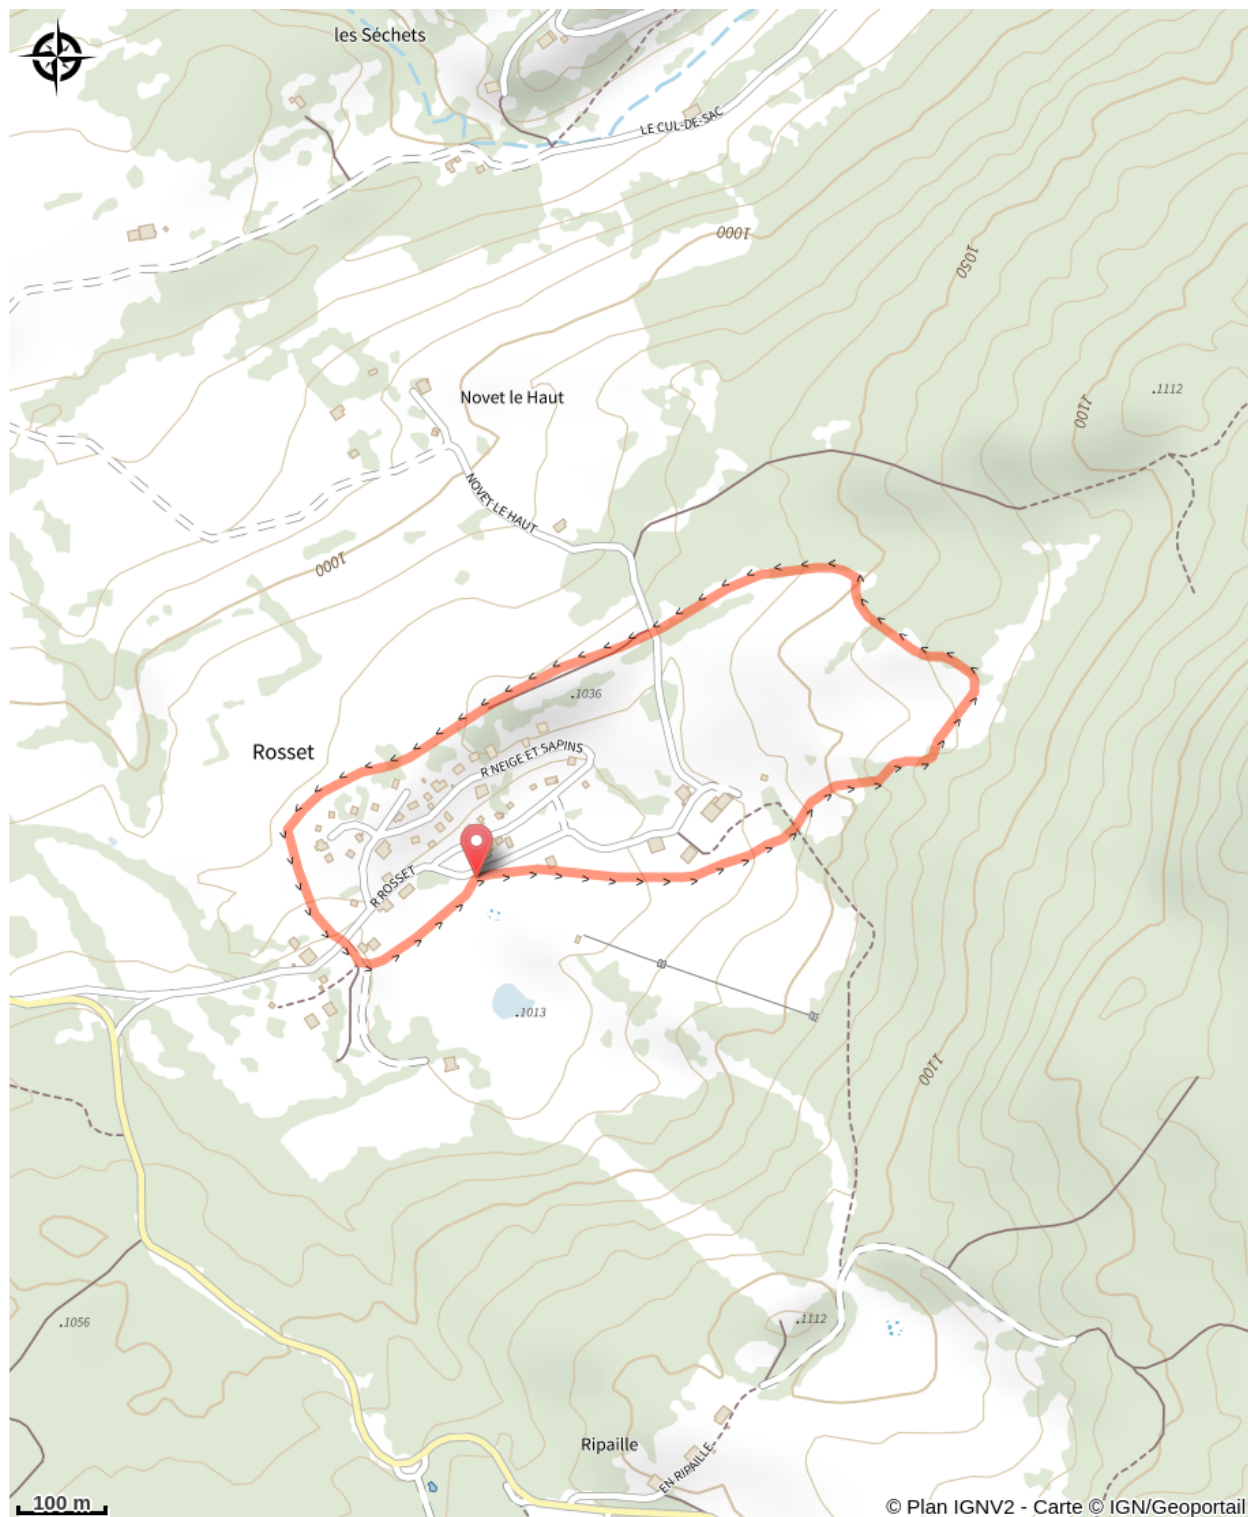 les Séchets
LE CUL-DE-SAC
1000
1050
.1112
1100
Novet le Haut
NOVET LE HAUT
1000
.1036
Rosset
R NEIGE ET SAPINS
R ROSSET
.1013
1100
.1112
.1056
Ripaille
EN RIPAILLE
100 m
© Plan IGNV2 - Carte © IGN/Geoportail